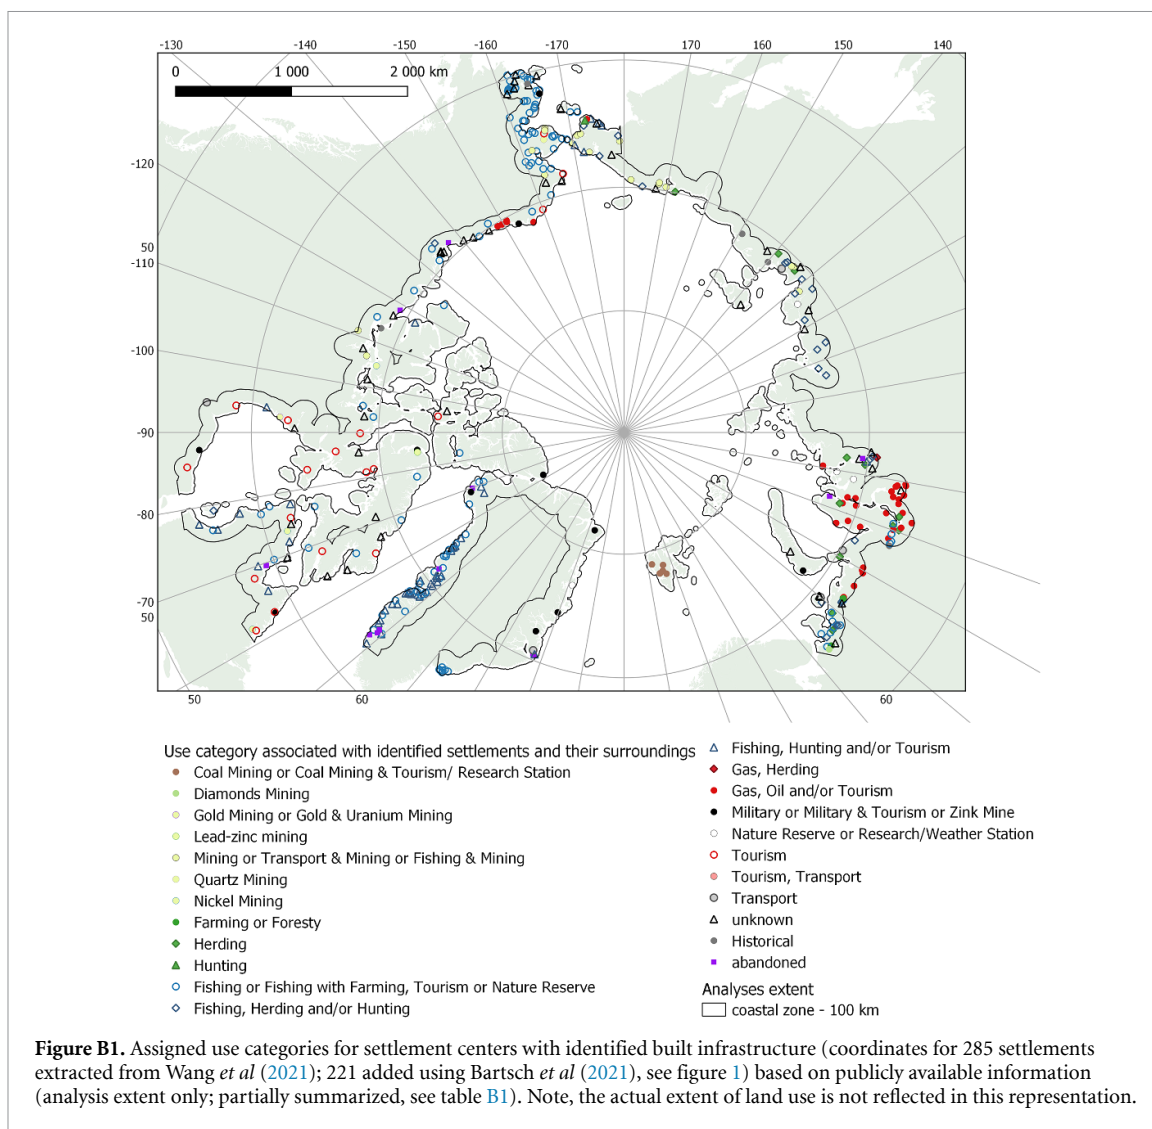 -130
-140
-150
-160
-170
170
160
150
140
0
1 000
2 000 km
-120
50
-110
-100
-90
-80
-70
50
50
60
60
Use category associated with identified settlements and their surroundings
Coal Mining or Coal Mining & Tourism/ Research Station
Diamonds Mining
Gold Mining or Gold & Uranium Mining
Lead-zinc mining
Mining or Transport & Mining or Fishing & Mining
Quartz Mining
Nickel Mining
Farming or Foresty
Herding
Hunting
Fishing or Fishing with Farming, Tourism or Nature Reserve
Fishing, Herding and/or Hunting
Fishing, Hunting and/or Tourism
Gas, Herding
Gas, Oil and/or Tourism
Military or Military & Tourism or Zink Mine
Nature Reserve or Research/Weather Station
Tourism
Tourism, Transport
Transport
unknown
Historical
abandoned
Analyses extent
coastal zone - 100 km
Figure B1. Assigned use categories for settlement centers with identified built infrastructure (coordinates for 285 settlements
extracted from Wang et al (2021); 221 added using Bartsch et al (2021), see figure 1) based on publicly available information
(analysis extent only; partially summarized, see table B1). Note, the actual extent of land use is not reflected in this representation.